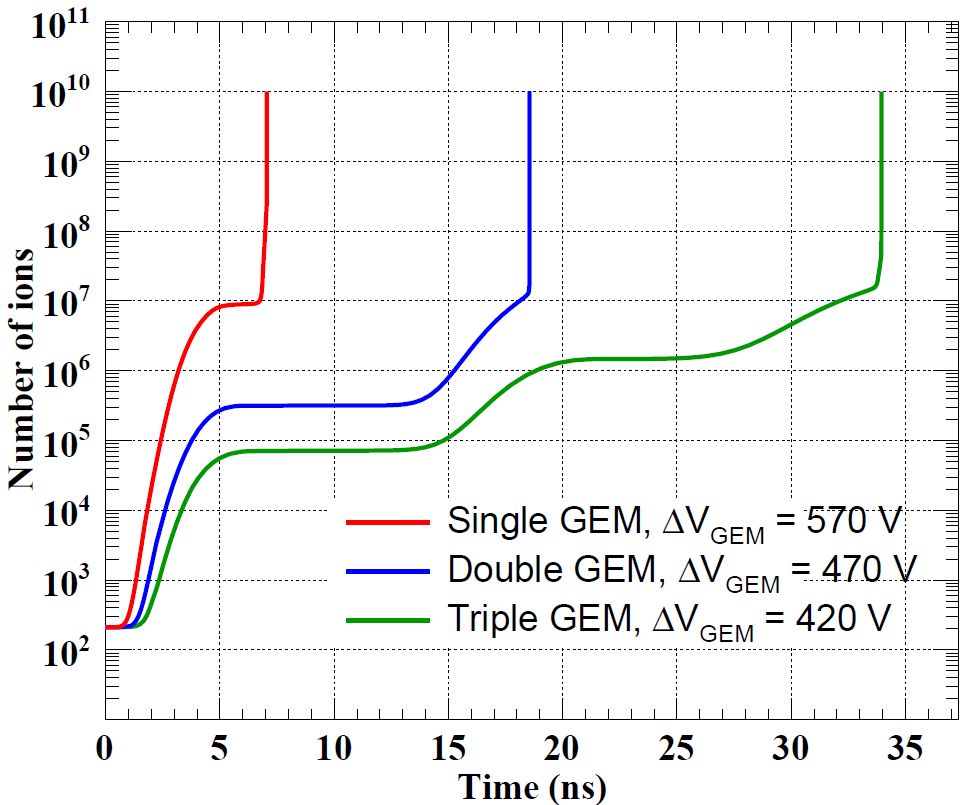 10^11
10^10
10^9
10^8
10^7
10^6
10^5
10^4
10^3
10^2
Number of ions
Single GEM, ΔV_GEM = 570 V
Double GEM, ΔV_GEM = 470 V
Triple GEM, ΔV_GEM = 420 V
0 5 10 15 20 25 30 35
Time (ns)